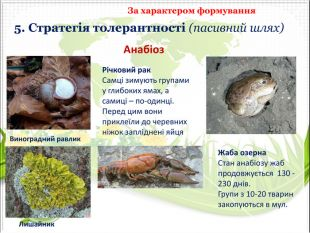 За характером формування
5. Стратегія толерантності (пасивний шлях)
Анабіоз
Річковий рак
Самці зимують групами
у глибоких ямах, а
самиці – по-одинці.
Перед цим вони
приклеїли до черевних
ніжок запліднені яйця
Виноградний равлик
Жаба озерна
Стан анабіозу жаб
продовжується 130 -
230 днів.
Групи з 10-20 тварин
закопуються в мул.
Лишайник